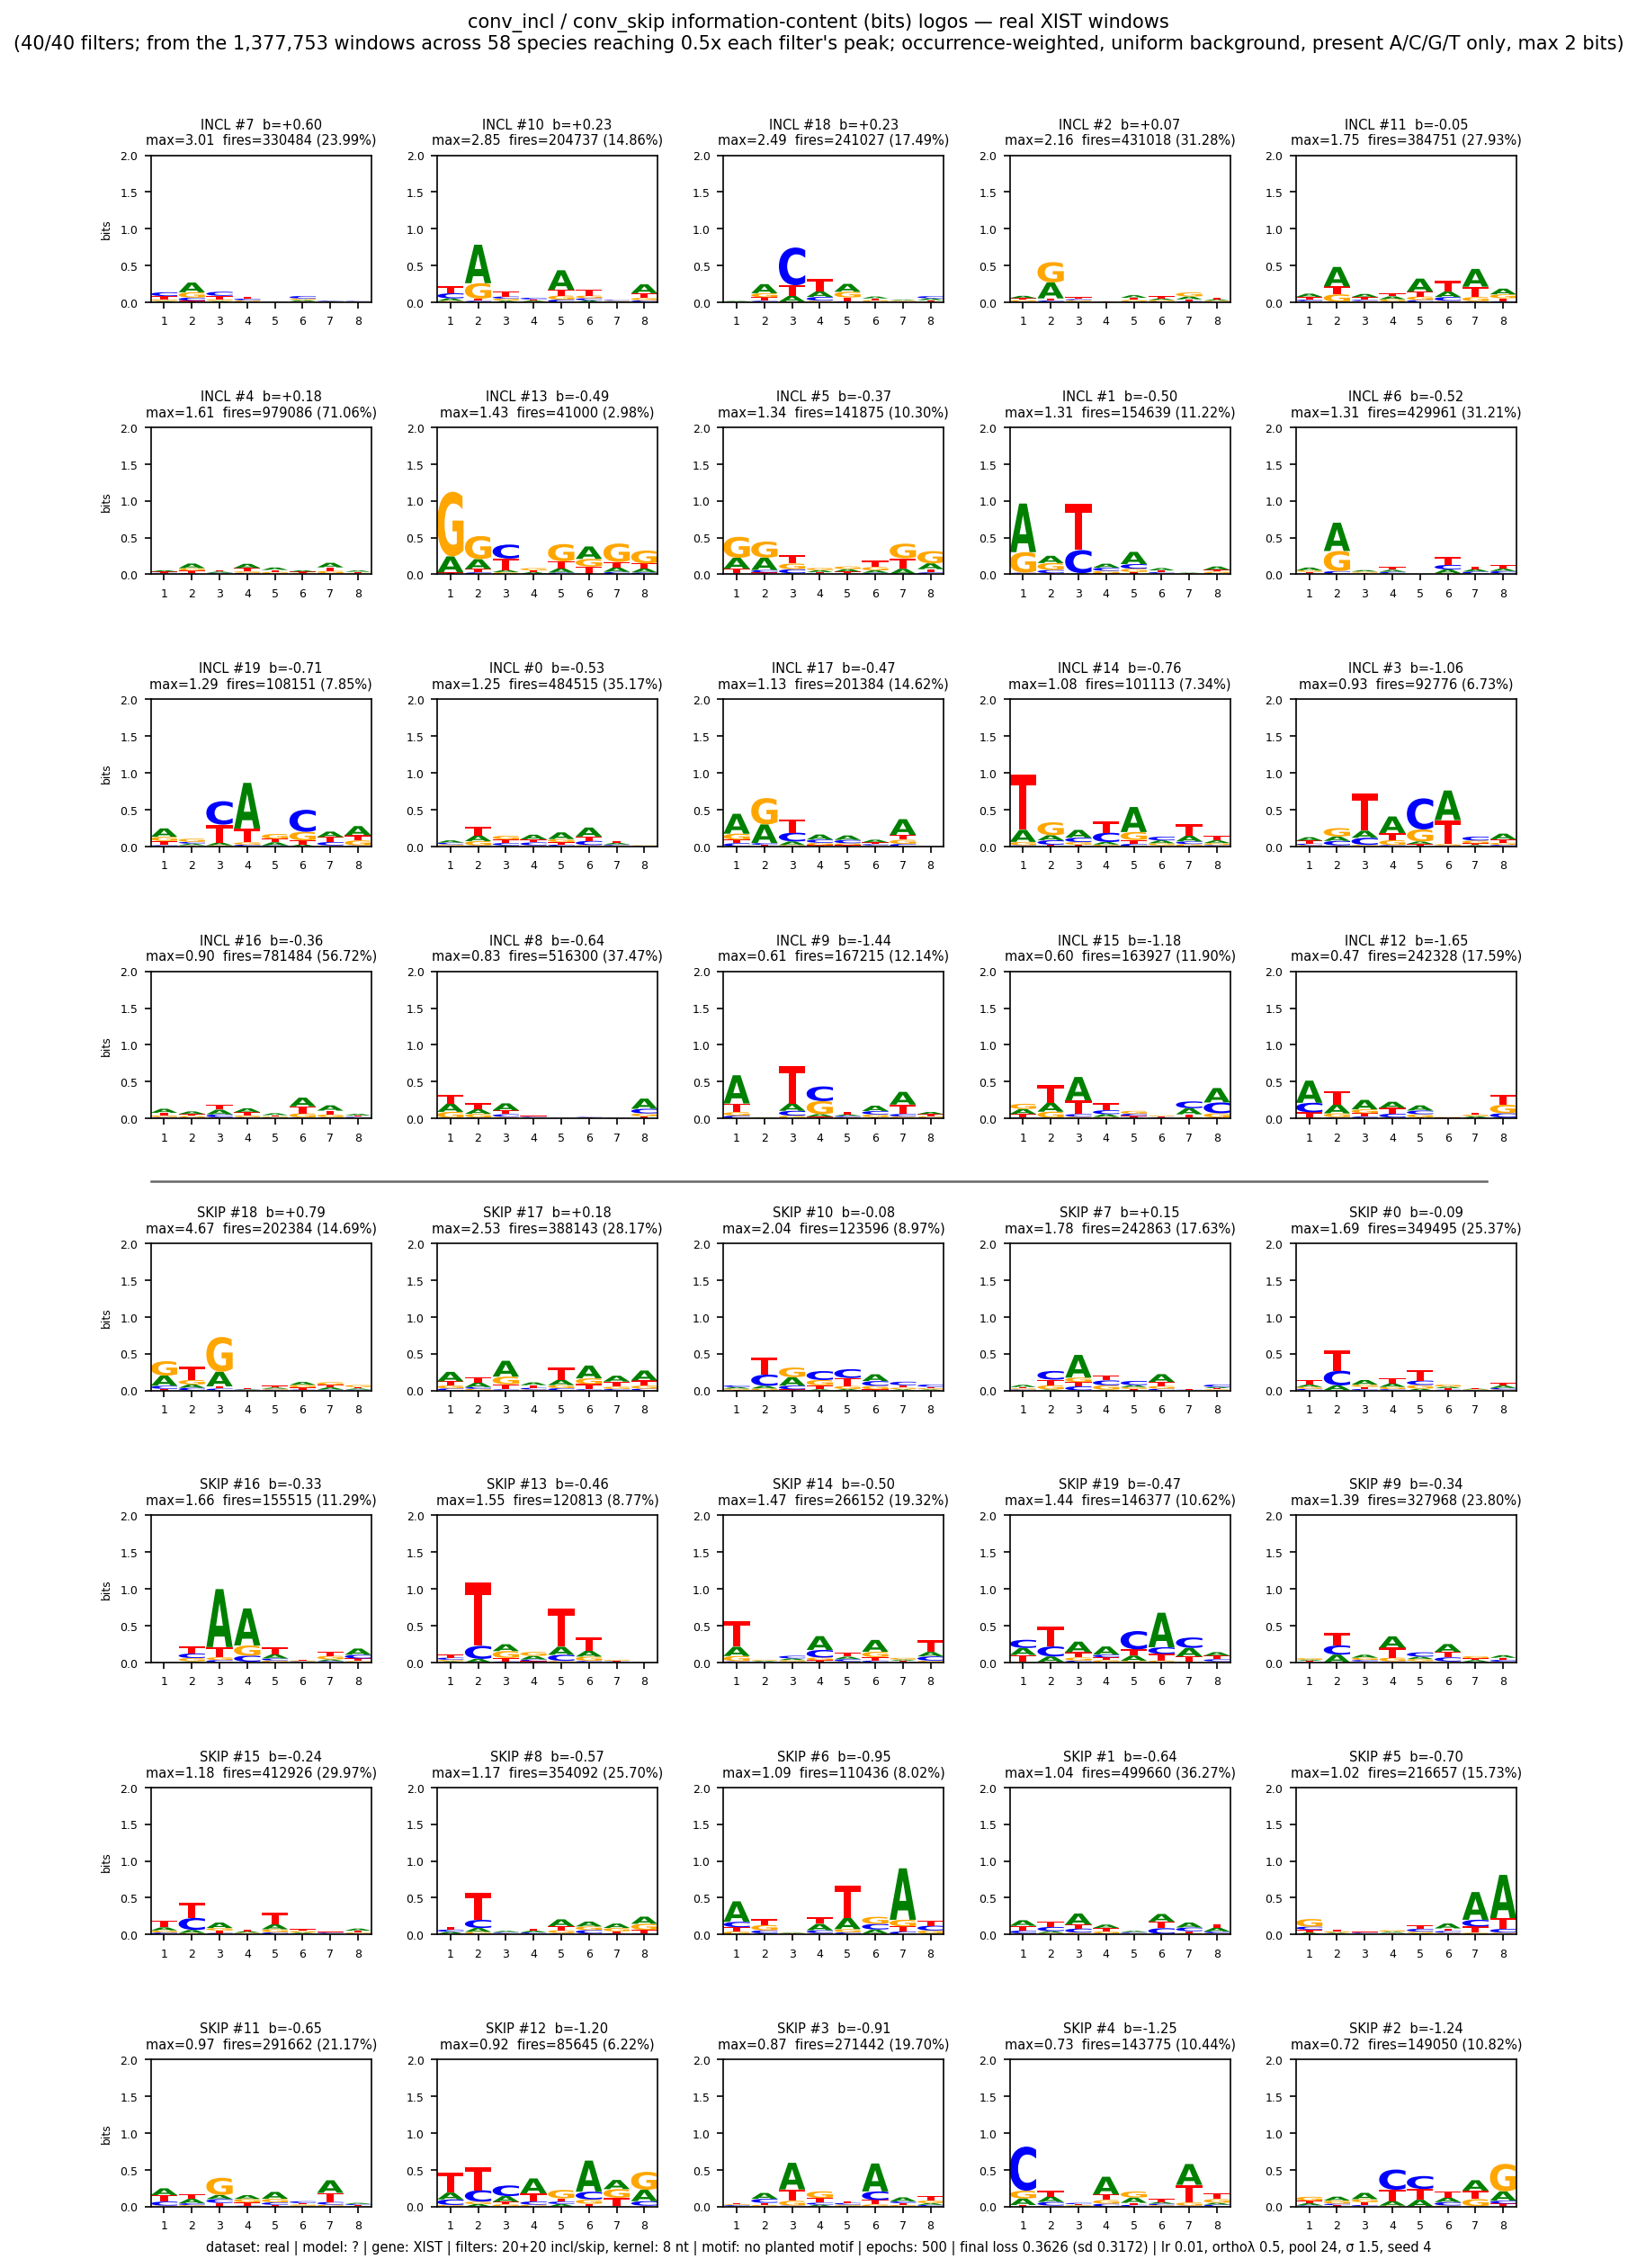 conv_incl / conv_skip information-content (bits) logos — real XIST windows
(40/40 filters; from the 1,377,753 windows across 58 species reaching 0.5x each filter's peak; occurrence-weighted, uniform background, present A/C/G/T only, max 2 bits)
INCL #7 b=+0.60
max=3.01 fires=330484 (23.99%)
INCL #10 b=+0.23
max=2.85 fires=204737 (14.86%)
INCL #18 b=+0.23
max=2.49 fires=241027 (17.49%)
INCL #2 b=+0.07
max=2.16 fires=431018 (31.28%)
INCL #11 b=-0.05
max=1.75 fires=384751 (27.93%)
INCL #4 b=+0.18
max=1.61 fires=979086 (71.06%)
INCL #13 b=-0.49
max=1.43 fires=41000 (2.98%)
INCL #5 b=-0.37
max=1.34 fires=141875 (10.30%)
INCL #1 b=-0.50
max=1.31 fires=154639 (11.22%)
INCL #6 b=-0.52
max=1.31 fires=429961 (31.21%)
INCL #19 b=-0.71
max=1.29 fires=108151 (7.85%)
INCL #0 b=-0.53
max=1.25 fires=484515 (35.17%)
INCL #17 b=-0.47
max=1.13 fires=201384 (14.62%)
INCL #14 b=-0.76
max=1.08 fires=101113 (7.34%)
INCL #3 b=-1.06
max=0.93 fires=92776 (6.73%)
INCL #16 b=-0.36
max=0.90 fires=781484 (56.72%)
INCL #8 b=-0.64
max=0.83 fires=516300 (37.47%)
INCL #9 b=-1.44
max=0.61 fires=167215 (12.14%)
INCL #15 b=-1.18
max=0.60 fires=163927 (11.90%)
INCL #12 b=-1.65
max=0.47 fires=242328 (17.59%)
SKIP #18 b=+0.79
max=4.67 fires=202384 (14.69%)
SKIP #17 b=+0.18
max=2.53 fires=388143 (28.17%)
SKIP #10 b=-0.08
max=2.04 fires=123596 (8.97%)
SKIP #7 b=+0.15
max=1.78 fires=242863 (17.63%)
SKIP #0 b=-0.09
max=1.69 fires=349495 (25.37%)
SKIP #16 b=-0.33
max=1.66 fires=155515 (11.29%)
SKIP #13 b=-0.46
max=1.55 fires=120813 (8.77%)
SKIP #14 b=-0.50
max=1.47 fires=266152 (19.32%)
SKIP #19 b=-0.47
max=1.44 fires=146377 (10.62%)
SKIP #9 b=-0.34
max=1.39 fires=327968 (23.80%)
SKIP #15 b=-0.24
max=1.18 fires=412926 (29.97%)
SKIP #8 b=-0.57
max=1.17 fires=354092 (25.70%)
SKIP #6 b=-0.95
max=1.09 fires=110436 (8.02%)
SKIP #1 b=-0.64
max=1.04 fires=499660 (36.27%)
SKIP #5 b=-0.70
max=1.02 fires=216657 (15.73%)
SKIP #11 b=-0.65
max=0.97 fires=291662 (21.17%)
SKIP #12 b=-1.20
max=0.92 fires=85645 (6.22%)
SKIP #3 b=-0.91
max=0.87 fires=271442 (19.70%)
SKIP #4 b=-1.25
max=0.73 fires=143775 (10.44%)
SKIP #2 b=-1.24
max=0.72 fires=149050 (10.82%)
dataset: real | model: ? | gene: XIST | filters: 20+20 incl/skip, kernel: 8 nt | motif: no planted motif | epochs: 500 | final loss 0.3626 (sd 0.3172) | lr 0.01, orthoλ 0.5, pool 24, σ 1.5, seed 4